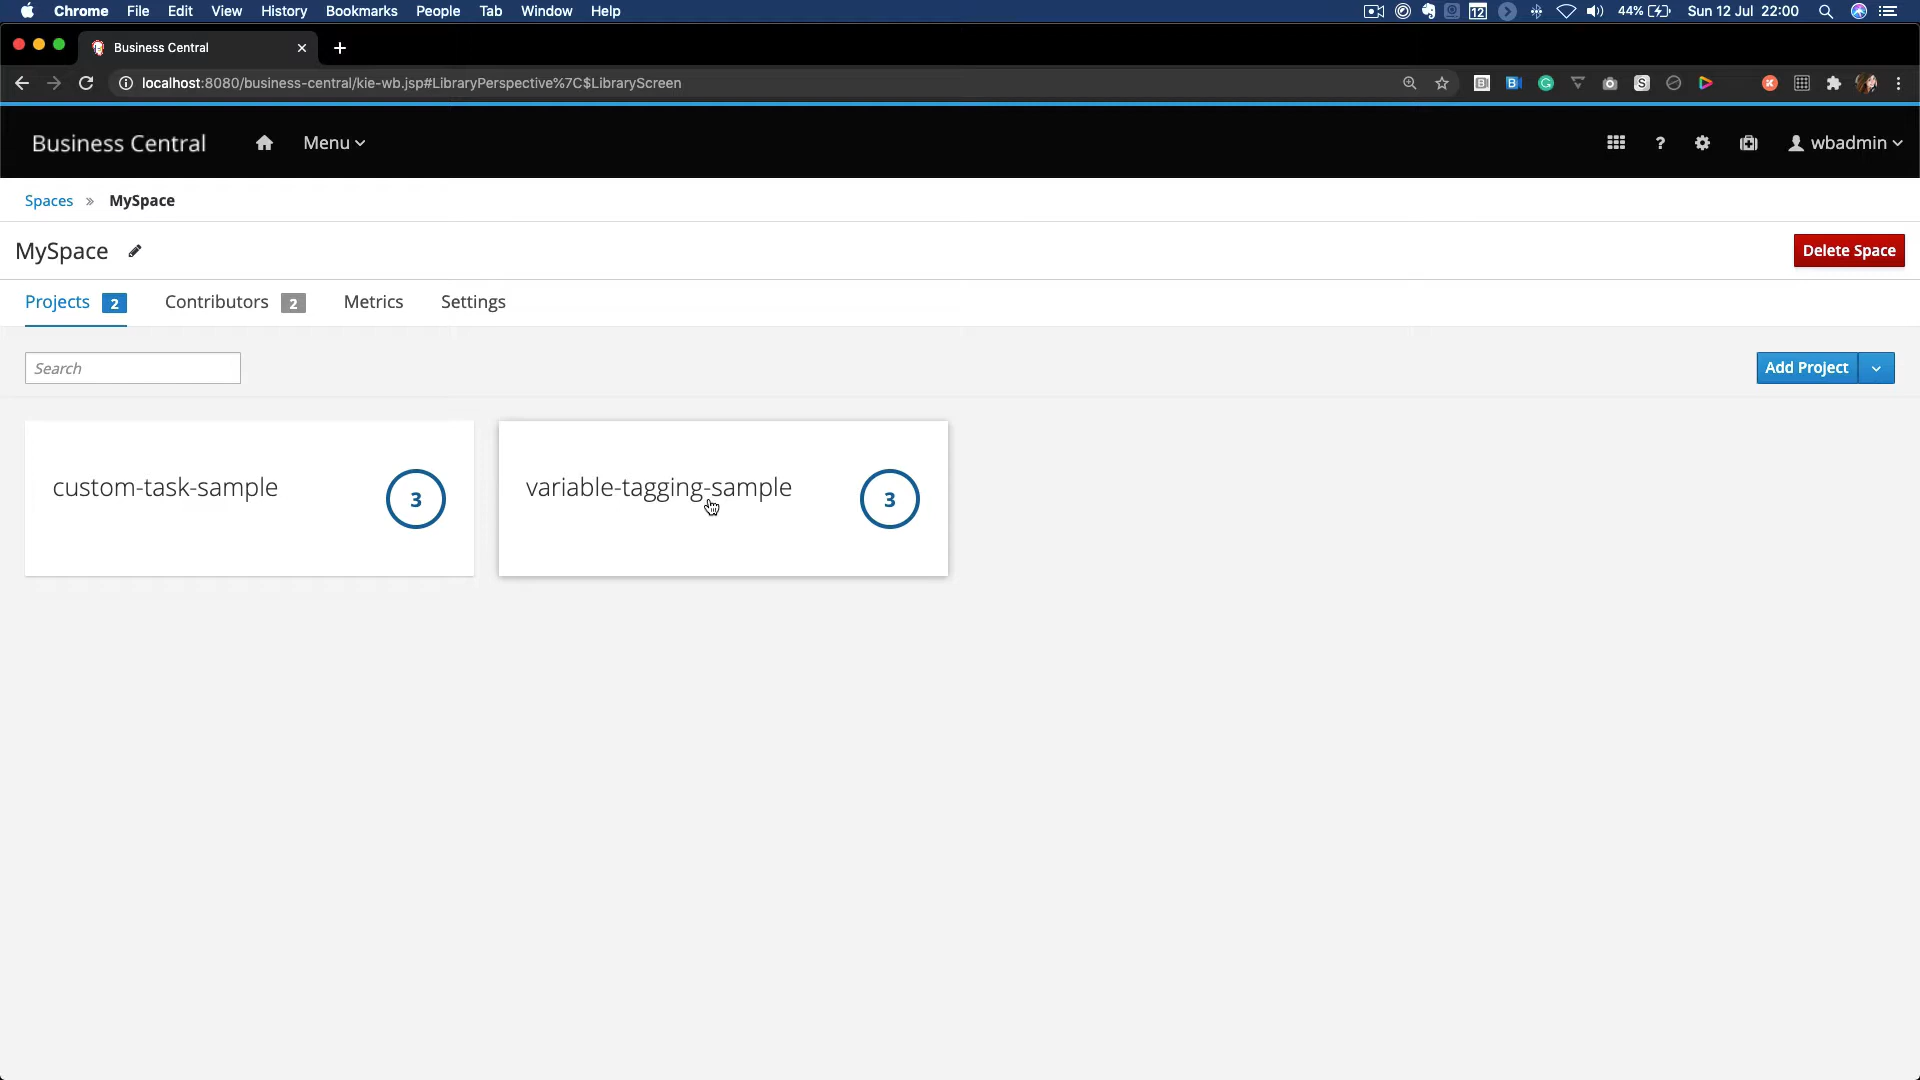 Chrome File Edit View History Bookmarks People Tab Window Help 12 44% Sun 12 Jul 22:00
Business Central
localhost:8080/business-central/kie-wb.jsp#LibraryPerspective%7C$LibraryScreen
Business Central Menu ? wbadmin
Spaces » MySpace
MySpace Delete Space
Projects 2 Contributors 2 Metrics Settings
Search Add Project
custom-task-sample 3 variable-tagging-sample 3